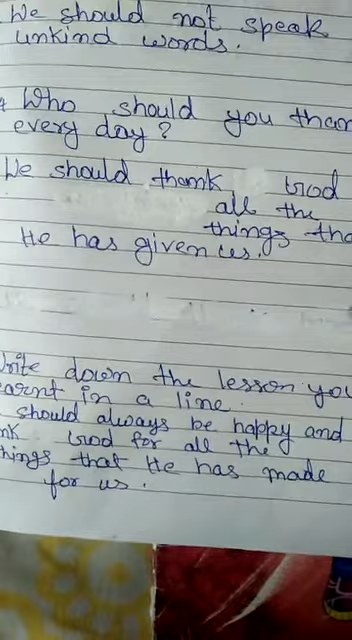 We should not speak
unkind words.
Who should you than
every day?
We should thank God
all the
things tha
He has given us.
Write down the lesson you
earnt in a line.
should always be happy and
nk God for all the
hings that He has made
for us.